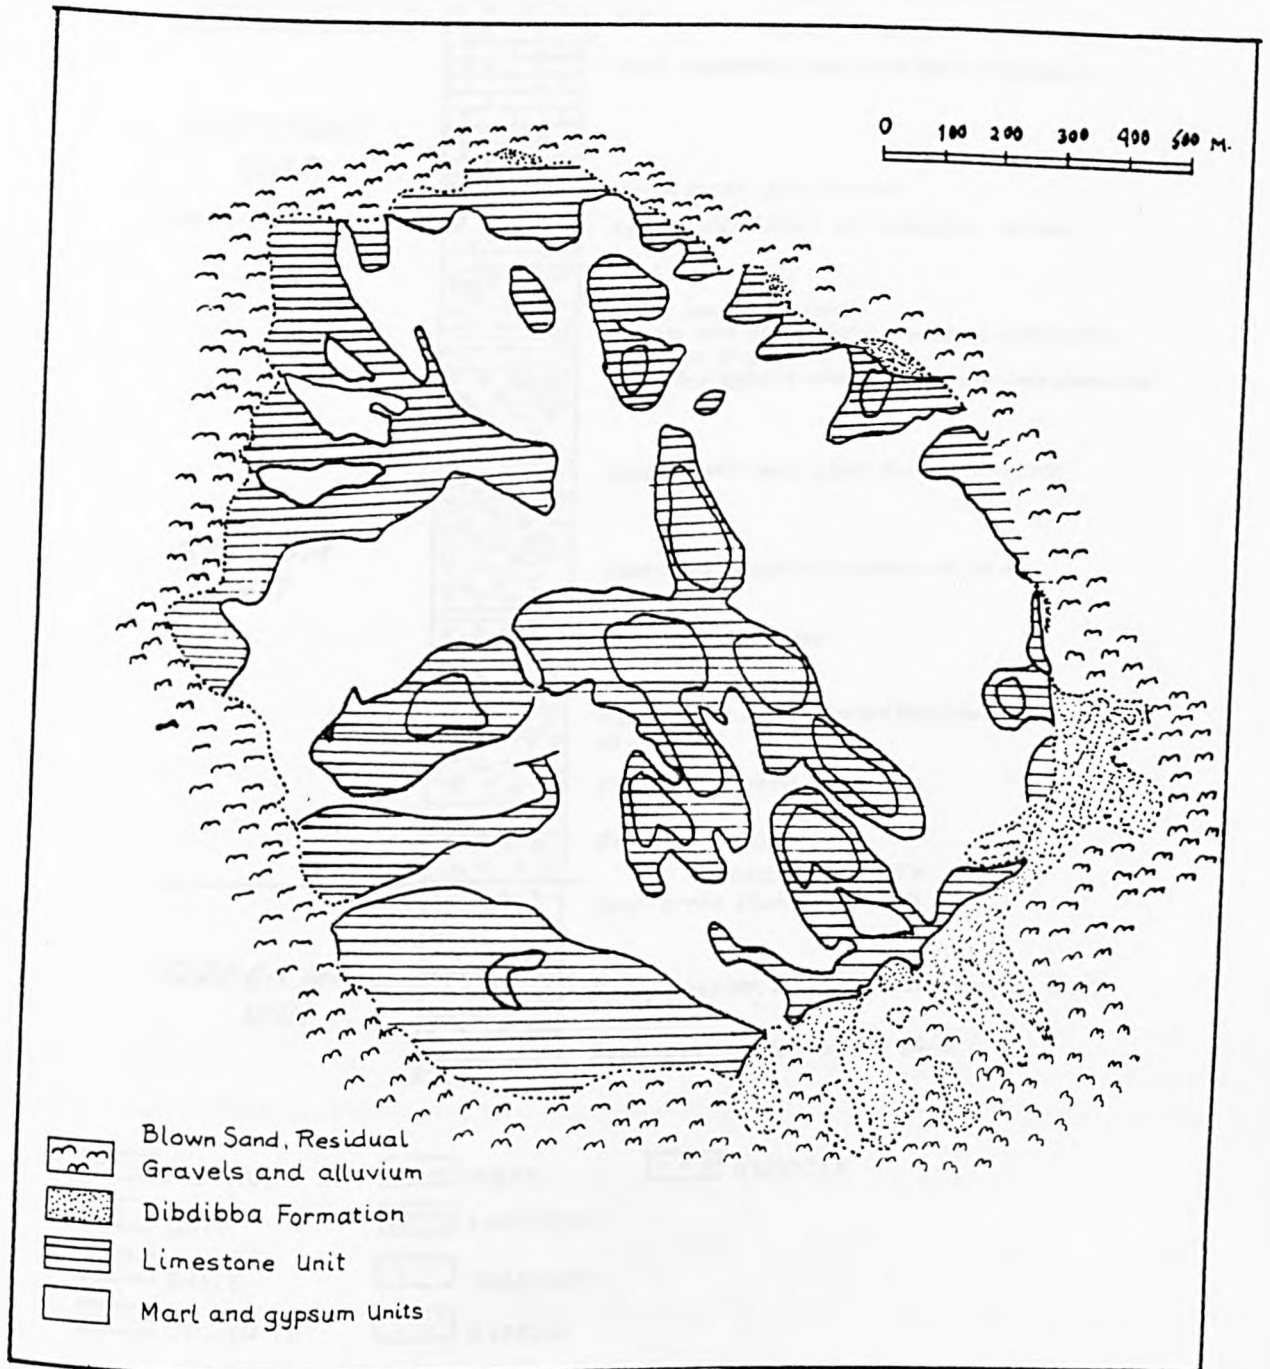 0 100 200 300 400 500 M.
Blown Sand, Residual
Gravels and alluvium
Dibdibba Formation
Limestone Unit
Marl and gypsum Units